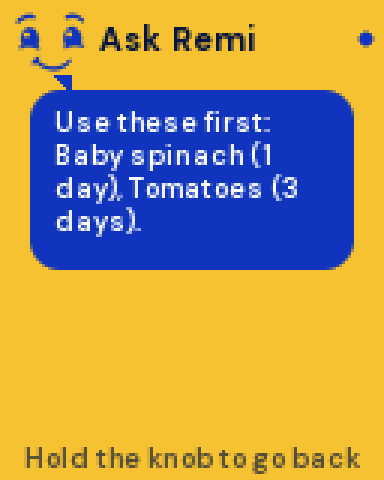 Ask Remi
Use these first:
Baby spinach (1
day), Tomatoes (3
days).
Hold the knob to go back